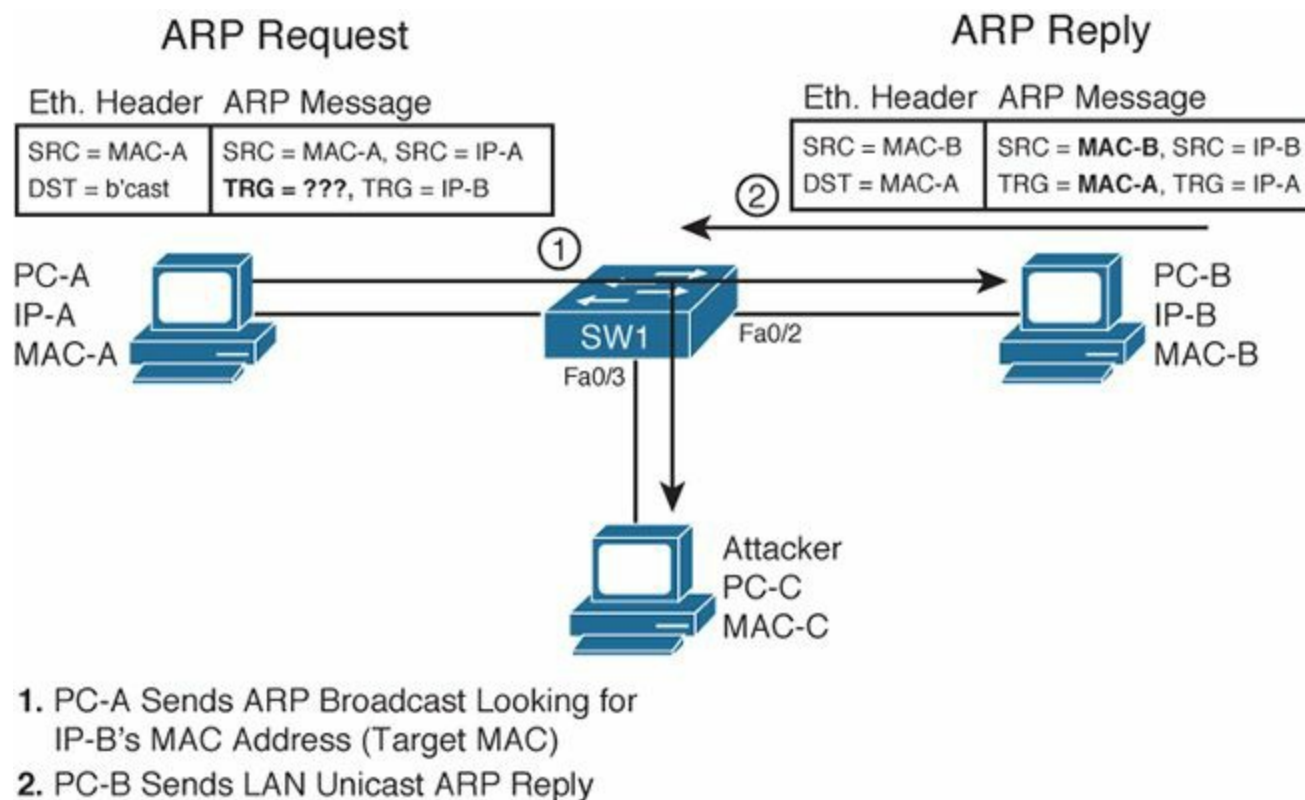 ARP Request
Eth. Header ARP Message
SRC = MAC-A SRC = MAC-A, SRC = IP-A
DST = b'cast TRG = ???, TRG = IP-B
ARP Reply
Eth. Header ARP Message
SRC = MAC-B SRC = MAC-B, SRC = IP-B
DST = MAC-A TRG = MAC-A, TRG = IP-A
2
1
PC-A
IP-A
MAC-A
SW1
Fa0/2
Fa0/3
PC-B
IP-B
MAC-B
Attacker
PC-C
MAC-C
1. PC-A Sends ARP Broadcast Looking for
IP-B's MAC Address (Target MAC)
2. PC-B Sends LAN Unicast ARP Reply